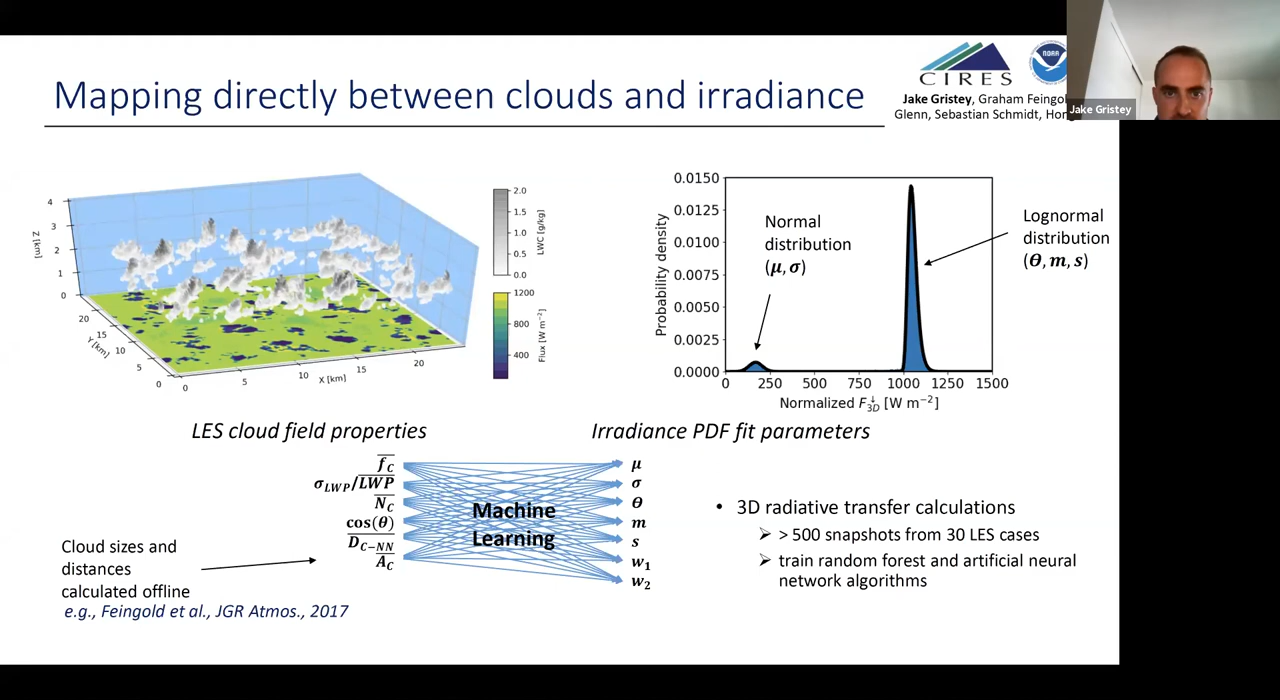 Mapping directly between clouds and irradiance
CIRES
NOAA
Jake Gristey, Graham Feingol
Glenn, Sebastian Schmidt, Hon
Jake Gristey
4
3
2
1
0
Z [km]
20
15
10
5
0
Y [km]
0
5
10
15
20
X [km]
2.0
1.5
1.0
0.5
0.0
LWC [g/kg]
1200
800
400
Flux [W m⁻²]
0.0150
0.0125
0.0100
0.0075
0.0050
0.0025
0.0000
Probability density
0 250 500 750 1000 1250 1500
Normalized F↓3D [W m⁻²]
Normal
distribution
(μ, σ)
Lognormal
distribution
(Θ, m, s)
LES cloud field properties
Irradiance PDF fit parameters
f̅_C
σ_LWP/L̅W̅P̅
N̅_C
cos(θ)
D̅_C−NN
A̅_C
Machine
Learning
μ
σ
Θ
m
s
w₁
w₂
Cloud sizes and
distances
calculated offline
e.g., Feingold et al., JGR Atmos., 2017
• 3D radiative transfer calculations
➢ > 500 snapshots from 30 LES cases
➢ train random forest and artificial neural
network algorithms